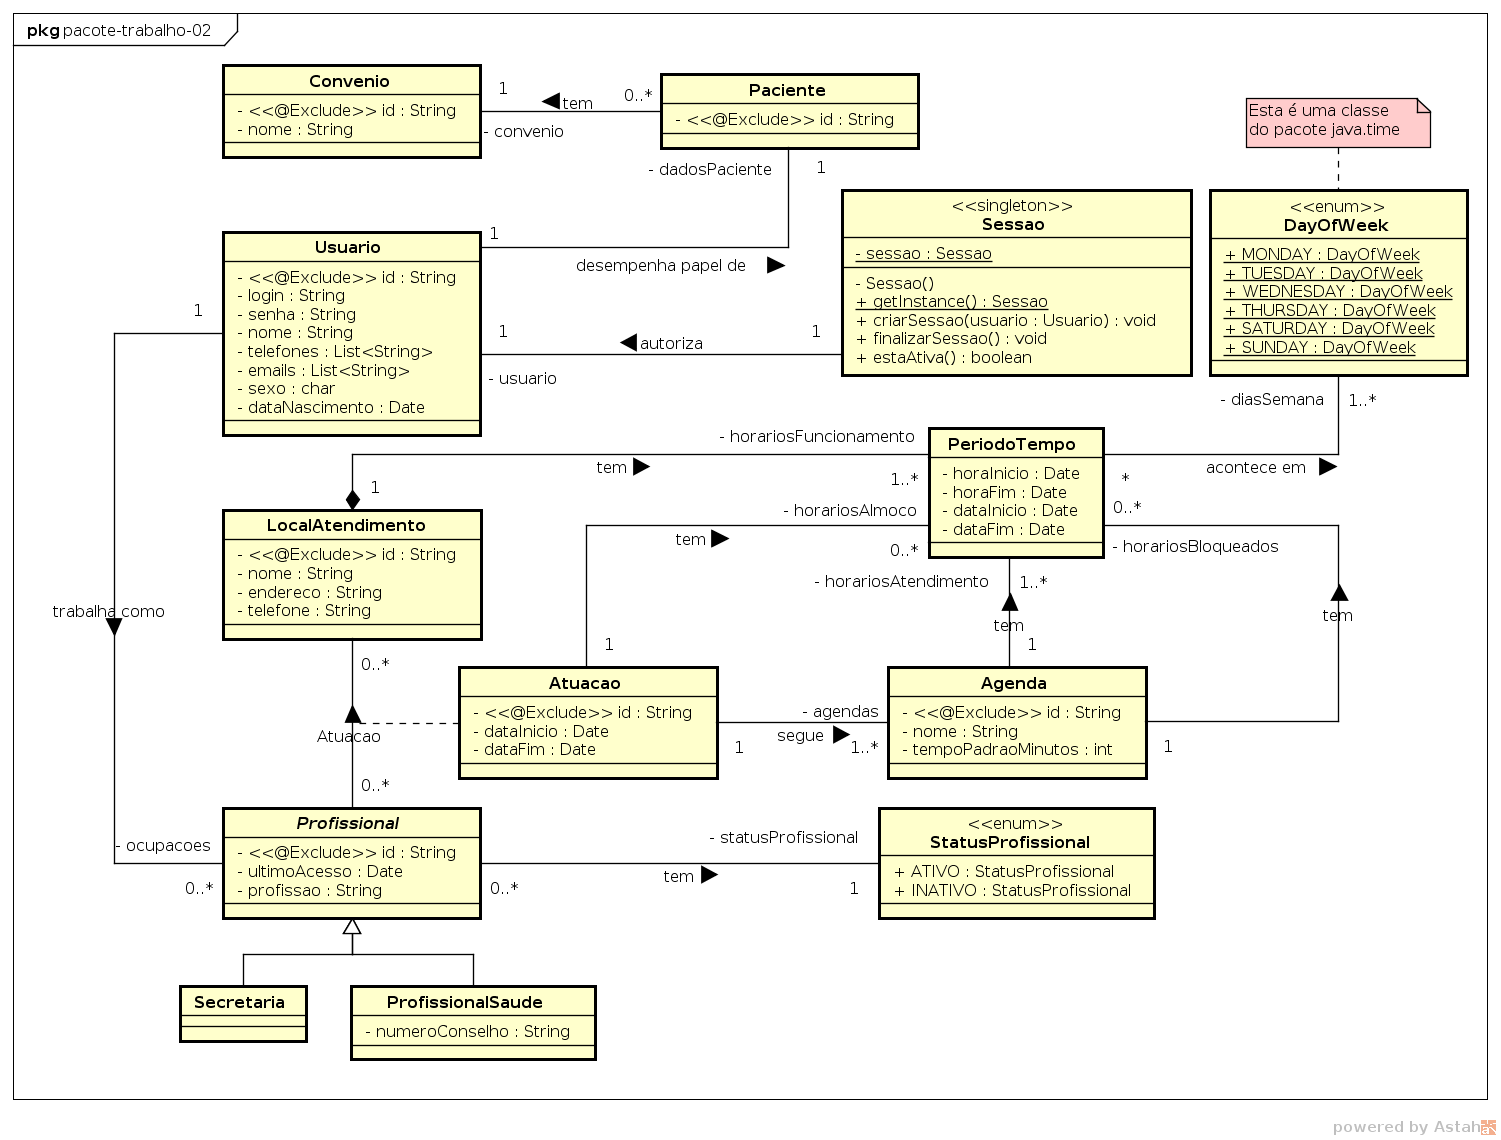 pkg pacote-trabalho-02
Convenio
- <<@Exclude>> id : String
- nome : String
1
tem
0..*
- convenio
Paciente
- <<@Exclude>> id : String
- dadosPaciente
1
Esta é uma classe
do pacote java.time
Usuario
- <<@Exclude>> id : String
- login : String
- senha : String
- nome : String
- telefones : List<String>
- emails : List<String>
- sexo : char
- dataNascimento : Date
1
desempenha papel de
1
autoriza
1
- usuario
<<singleton>>
Sessao
- sessao : Sessao
- Sessao()
+ getInstance() : Sessao
+ criarSessao(usuario : Usuario) : void
+ finalizarSessao() : void
+ estaAtiva() : boolean
<<enum>>
DayOfWeek
+ MONDAY : DayOfWeek
+ TUESDAY : DayOfWeek
+ WEDNESDAY : DayOfWeek
+ THURSDAY : DayOfWeek
+ SATURDAY : DayOfWeek
+ SUNDAY : DayOfWeek
- diasSemana
1..*
1
trabalha como
- ocupacoes
0..*
- horariosFuncionamento
tem
1..*
1
PeriodoTempo
- horaInicio : Date
- horaFim : Date
- dataInicio : Date
- dataFim : Date
acontece em
*
0..*
- horariosBloqueados
tem
1
LocalAtendimento
- <<@Exclude>> id : String
- nome : String
- endereco : String
- telefone : String
- horariosAlmoco
tem
0..*
1
- horariosAtendimento
1..*
tem
1
0..*
Atuacao
0..*
Atuacao
- <<@Exclude>> id : String
- dataInicio : Date
- dataFim : Date
- agendas
segue
1
1..*
Agenda
- <<@Exclude>> id : String
- nome : String
- tempoPadraoMinutos : int
Profissional
- <<@Exclude>> id : String
- ultimoAcesso : Date
- profissao : String
- statusProfissional
0..*
tem
1
<<enum>>
StatusProfissional
+ ATIVO : StatusProfissional
+ INATIVO : StatusProfissional
Secretaria
ProfissionalSaude
- numeroConselho : String
powered by Astah